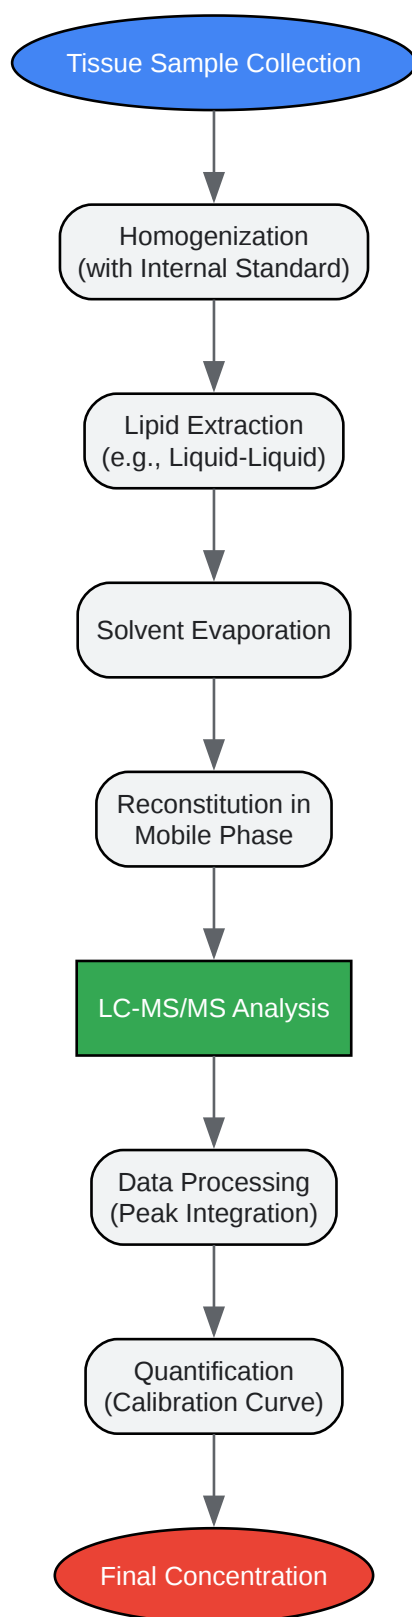 Tissue Sample Collection
Homogenization
(with Internal Standard)
Lipid Extraction
(e.g., Liquid-Liquid)
Solvent Evaporation
Reconstitution in
Mobile Phase
LC-MS/MS Analysis
Data Processing
(Peak Integration)
Quantification
(Calibration Curve)
Final Concentration